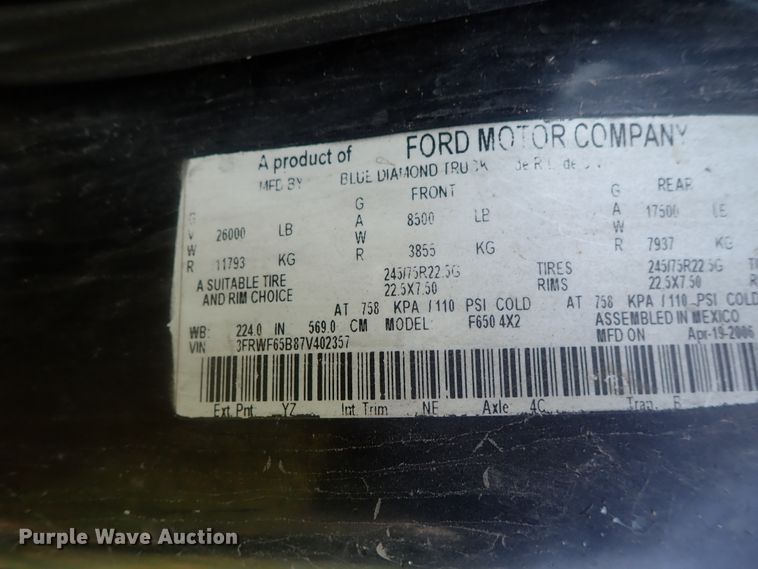 A product of FORD MOTOR COMPANY
MFD BY BLUE DIAMOND TRUCK de R.L. de
G FRONT G REAR
G A 8500 LB A 17500 LB
V 26000 LB W W
W R 3855 KG R 7937 KG
R 11793 KG
A SUITABLE TIRE 245/75R22.5G TIRES 245/75R22.5G
AND RIM CHOICE 22.5X7.50 RIMS 22.5X7.50
AT 758 KPA / 110 PSI COLD AT 758 KPA / 110 PSI COLD
WB: 224.0 IN 569.0 CM MODEL: F650 4X2 ASSEMBLED IN MEXICO
VIN 3FRWF65B87V402357 MFD ON Apr-19-2006
Ext. Pnt. YZ Int. Trim NE Axle 4C Tran.
Purple Wave Auction